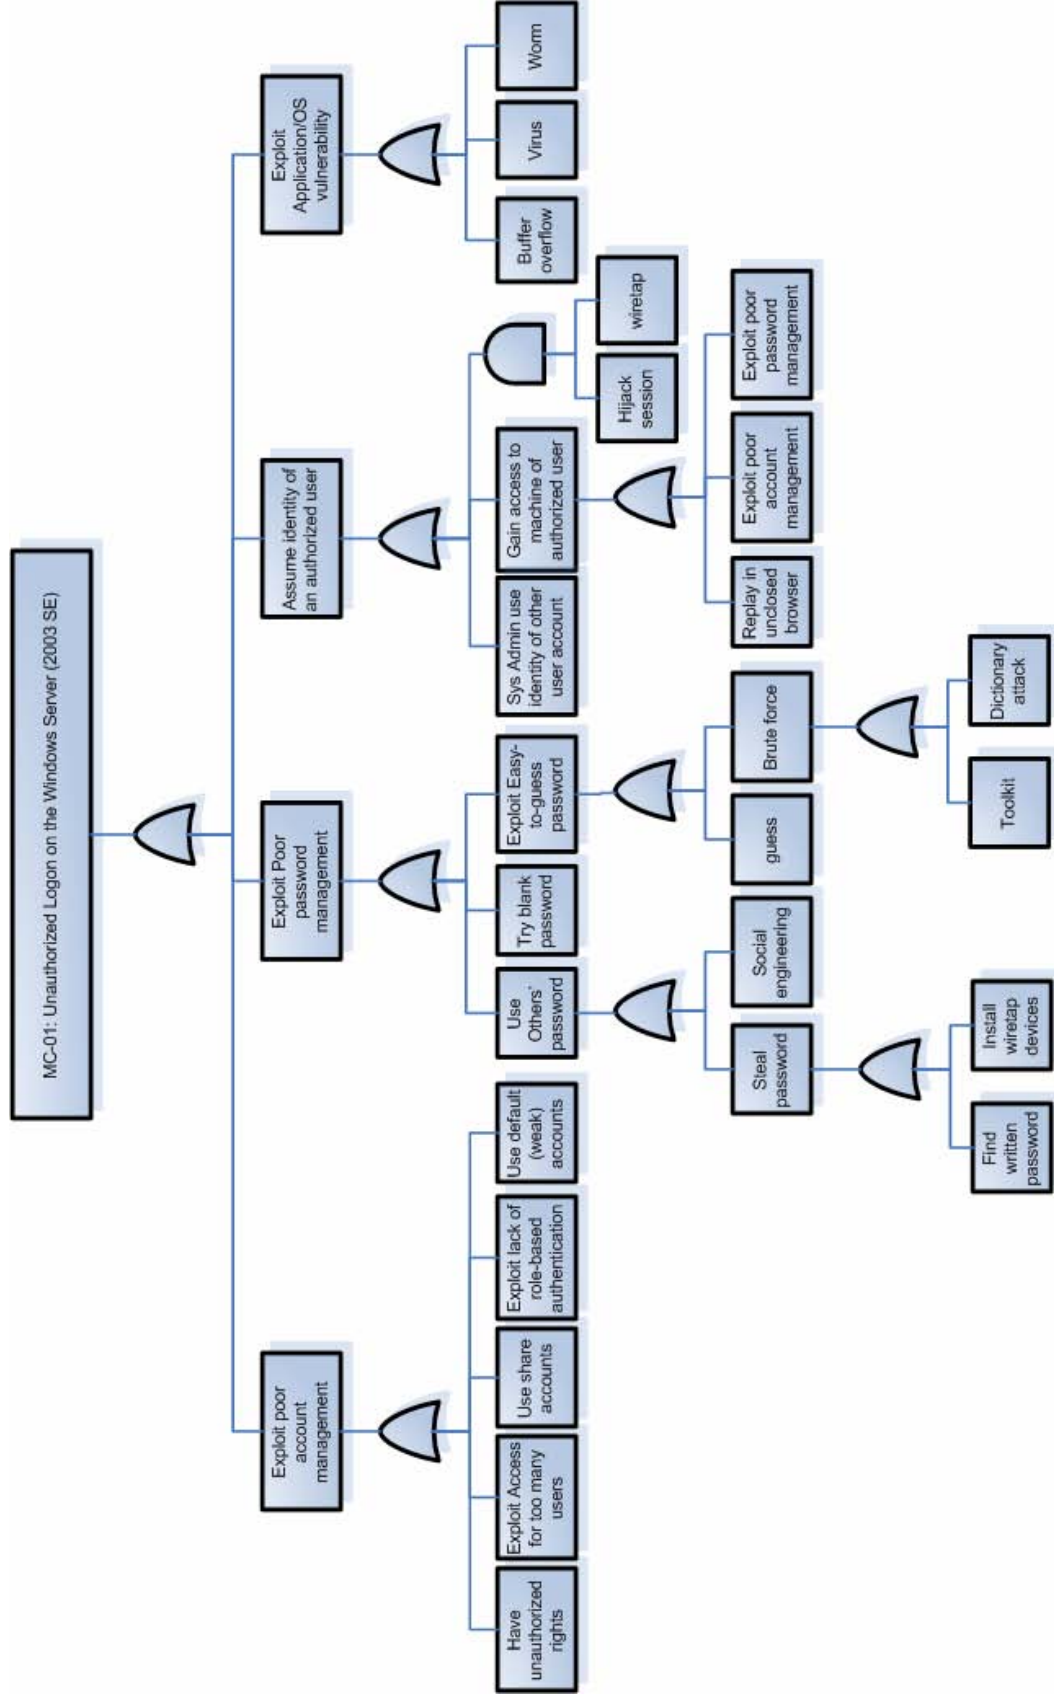 MC-01: Unauthorized Logon on the Windows Server (2003 SE)
Exploit poor
account
management
Exploit Poor
password
management
Assume identity of
an authorized user
Exploit
Application/OS
vulnerability
Have
unauthorized
rights
Exploit Access
for too many
users
Use share
accounts
Exploit lack of
role-based
authentication
Use default
(weak)
accounts
Use
Others'
password
Try blank
password
Exploit Easy-
to-guess
password
Sys Admin use
identity of other
user account
Gain access to
machine of
authorized user
Buffer
overflow
Virus
Worm
Hijack
session
wiretap
Steal
password
Social
engineering
guess
Brute force
Replay in
unclosed
browser
Exploit poor
account
management
Exploit poor
password
management
Find
written
password
Install
wiretap
devices
Toolkit
Dictionary
attack